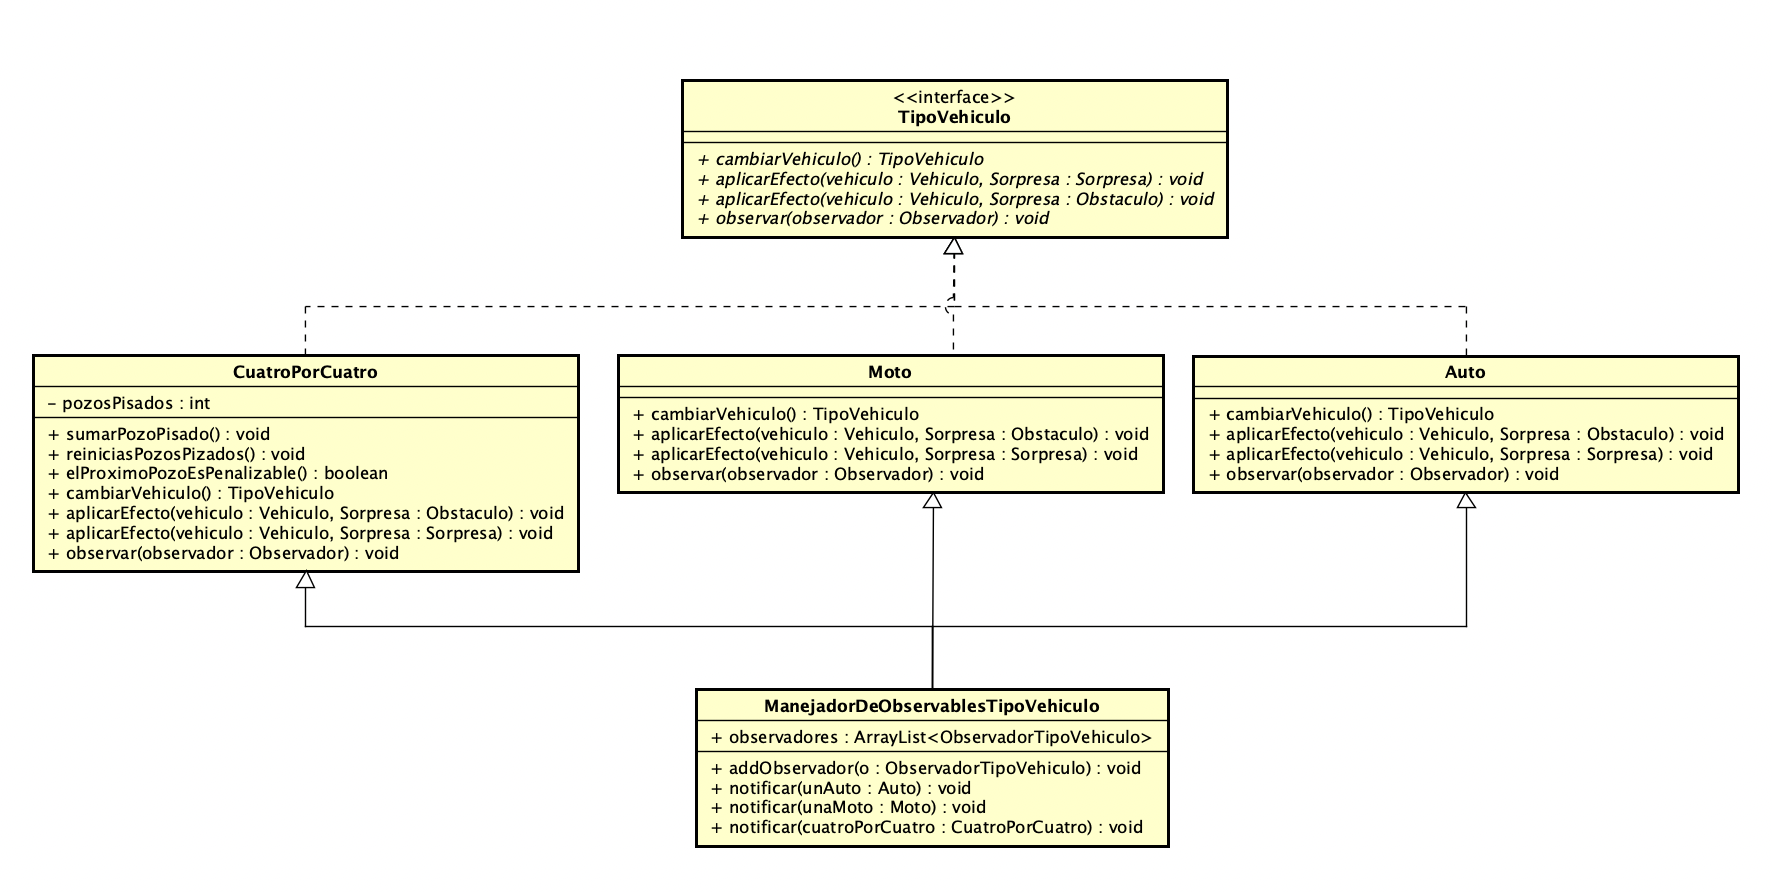 <<interface>>
TipoVehiculo
+ cambiarVehiculo() : TipoVehiculo
+ aplicarEfecto(vehiculo : Vehiculo, Sorpresa : Sorpresa) : void
+ aplicarEfecto(vehiculo : Vehiculo, Sorpresa : Obstaculo) : void
+ observar(observador : Observador) : void
CuatroPorCuatro
- pozosPisados : int
+ sumarPozoPisado() : void
+ reiniciasPozosPizados() : void
+ elProximoPozoEsPenalizable() : boolean
+ cambiarVehiculo() : TipoVehiculo
+ aplicarEfecto(vehiculo : Vehiculo, Sorpresa : Obstaculo) : void
+ aplicarEfecto(vehiculo : Vehiculo, Sorpresa : Sorpresa) : void
+ observar(observador : Observador) : void
Moto
+ cambiarVehiculo() : TipoVehiculo
+ aplicarEfecto(vehiculo : Vehiculo, Sorpresa : Obstaculo) : void
+ aplicarEfecto(vehiculo : Vehiculo, Sorpresa : Sorpresa) : void
+ observar(observador : Observador) : void
Auto
+ cambiarVehiculo() : TipoVehiculo
+ aplicarEfecto(vehiculo : Vehiculo, Sorpresa : Obstaculo) : void
+ aplicarEfecto(vehiculo : Vehiculo, Sorpresa : Sorpresa) : void
+ observar(observador : Observador) : void
ManejadorDeObservablesTipoVehiculo
+ observadores : ArrayList<ObservadorTipoVehiculo>
+ addObservador(o : ObservadorTipoVehiculo) : void
+ notificar(unAuto : Auto) : void
+ notificar(unaMoto : Moto) : void
+ notificar(cuatroPorCuatro : CuatroPorCuatro) : void